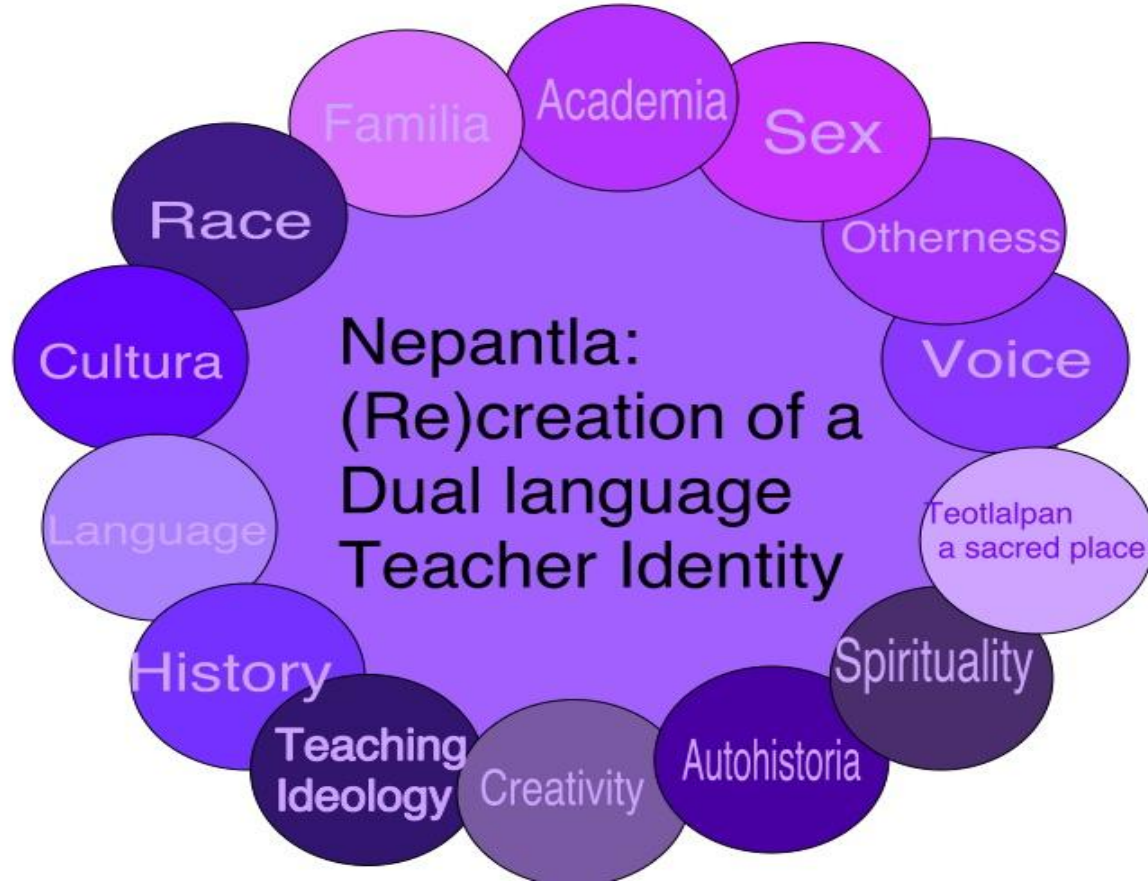 Familia
Academia
Sex
Race
Otherness
Cultura
Voice
Nepantla:
(Re)creation of a
Dual language
Teacher Identity
Language
Teotlalpan
a sacred place
History
Spirituality
Teaching
Ideology
Creativity
Autohistoria